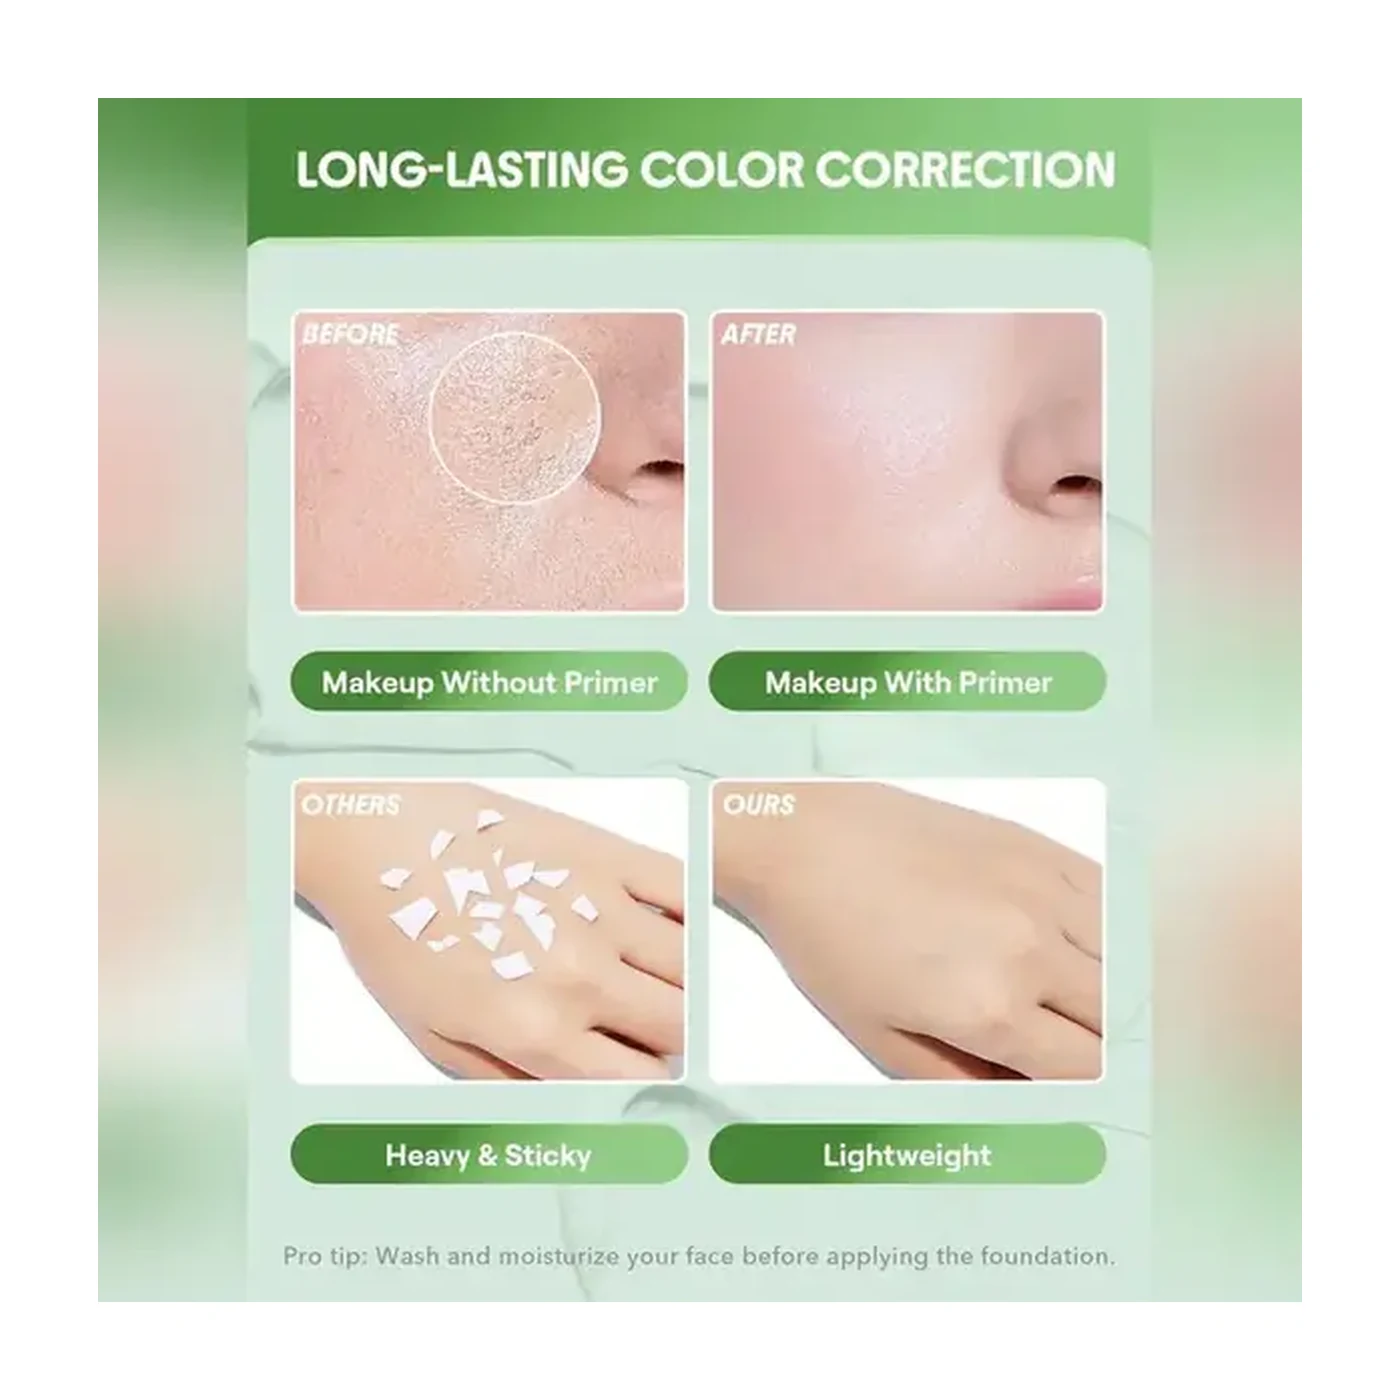 LONG-LASTING COLOR CORRECTION
BEFORE
AFTER
Makeup Without Primer
Makeup With Primer
OTHERS
OURS
Heavy & Sticky
Lightweight
Pro tip: Wash and moisturize your face before applying the foundation.